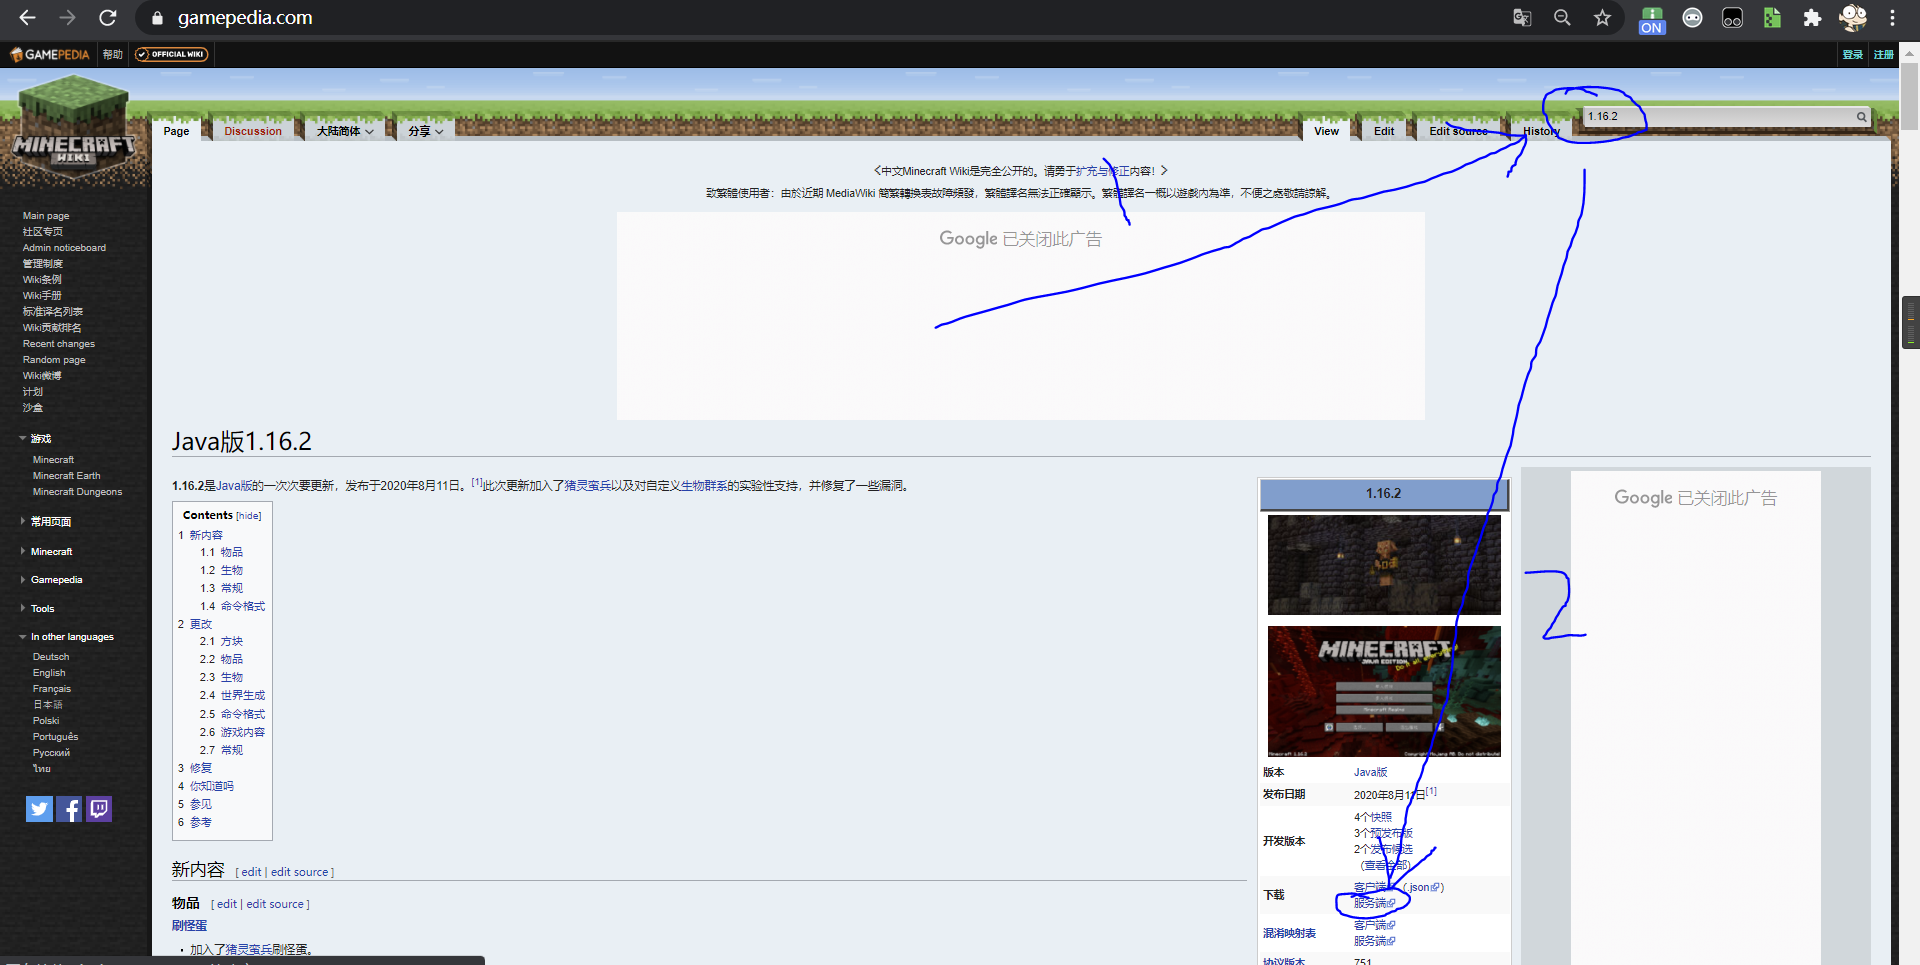 gamepedia.com
ON
GAMEPEDIA 帮助 OFFICIAL WIKI 登录 注册
MINECRAFT
WIKI
Page Discussion 大陆简体 分享 View Edit Edit source History 1.16.2
<中文Minecraft Wiki是完全公开的。请勇于扩充与修正内容！>
致繁體使用者：由於近期 MediaWiki 簡繁轉換表故障頻發，繁體譯名無法正確顯示。繁體譯名一概以遊戲內為準，不便之處敬請諒解。
Google 已关闭此广告
Main page
社区专页
Admin noticeboard
管理制度
Wiki条例
Wiki手册
标准译名列表
Wiki贡献排名
Recent changes
Random page
Wiki微博
计划
沙盒
游戏
Minecraft
Minecraft Earth
Minecraft Dungeons
常用页面
Minecraft
Gamepedia
Tools
In other languages
Deutsch
English
Français
日本語
Polski
Português
Русский
ไทย
Java版1.16.2
1.16.2是Java版的一次次要更新，发布于2020年8月11日。[1]此次更新加入了猪灵蛮兵以及对自定义生物群系的实验性支持，并修复了一些漏洞。
Contents [hide]
1 新内容
1.1 物品
1.2 生物
1.3 常规
1.4 命令格式
2 更改
2.1 方块
2.2 物品
2.3 生物
2.4 世界生成
2.5 命令格式
2.6 游戏内容
2.7 常规
3 修复
4 你知道吗
5 参见
6 参考
新内容 [ edit | edit source ]
物品 [ edit | edit source ]
刷怪蛋
• 加入了猪灵蛮兵刷怪蛋。
1.16.2
MINECRAFT
JAVA EDITION
Minecraft 1.16.2
版本 Java版
发布日期 2020年8月11日[1]
开发版本 4个快照
3个预发布版
2个发布候选
（查看全部）
下载 客户端 (.json)
服务端
混淆映射表 客户端
服务端
协议版本 751
Google 已关闭此广告
2